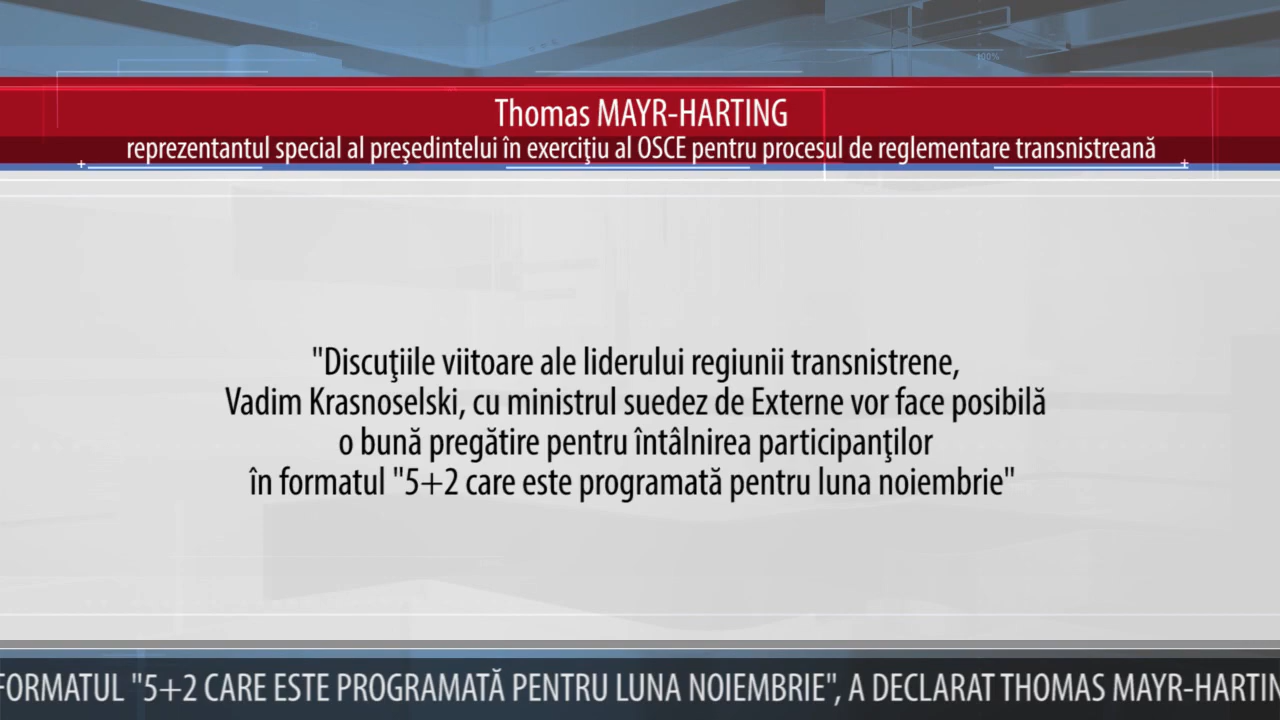 100%
Thomas MAYR-HARTING
reprezentantul special al preşedintelui în exerciţiu al OSCE pentru procesul de reglementare transnistreană
"Discuţiile viitoare ale liderului regiunii transnistrene,
Vadim Krasnoselski, cu ministrul suedez de Externe vor face posibilă
o bună pregătire pentru întâlnirea participanţilor
în formatul "5+2 care este programată pentru luna noiembrie"
FORMATUL "5+2 CARE ESTE PROGRAMATĂ PENTRU LUNA NOIEMBRIE", A DECLARAT THOMAS MAYR-HARTIN